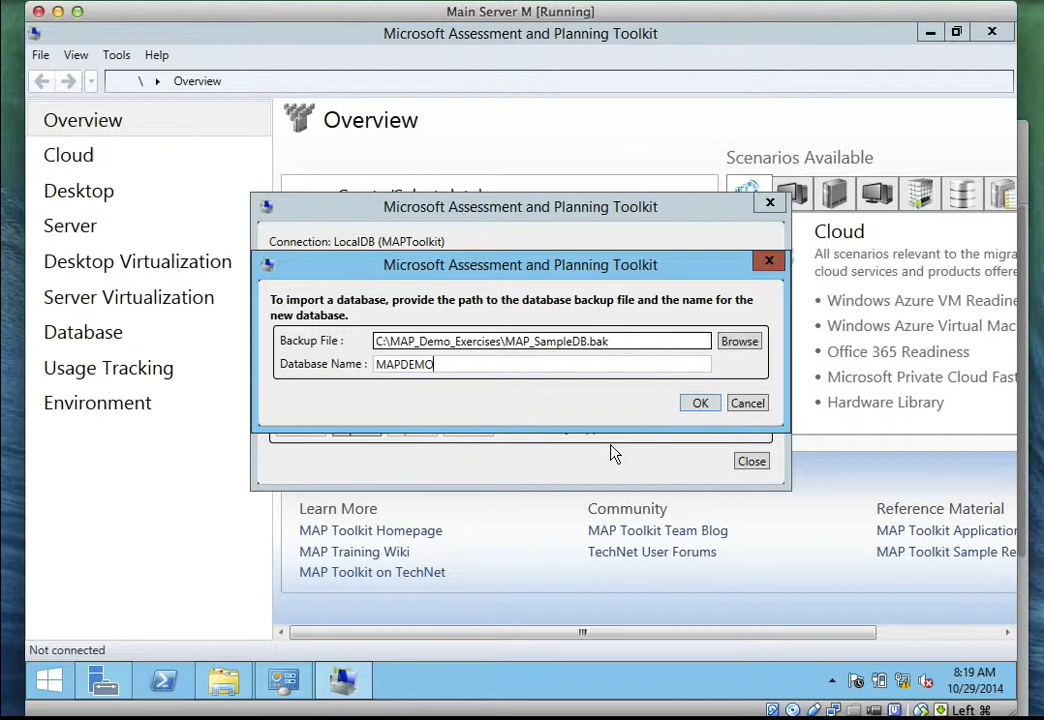 Main Server M [Running]
Microsoft Assessment and Planning Toolkit
File View Tools Help
\ Overview
Overview
Cloud
Desktop
Server
Desktop Virtualization
Server Virtualization
Database
Usage Tracking
Environment
Overview
Scenarios Available
Cloud
All scenarios relevant to the migra
cloud services and products offere
• Windows Azure VM Readine
• Windows Azure Virtual Mac
• Office 365 Readiness
• Microsoft Private Cloud Fast
• Hardware Library
Microsoft Assessment and Planning Toolkit
Connection: LocalDB (MAPToolkit)
Microsoft Assessment and Planning Toolkit
To import a database, provide the path to the database backup file and the name for the
new database.
Backup File : C:\MAP_Demo_Exercises\MAP_SampleDB.bak Browse
Database Name : MAPDEMO
OK Cancel
Close
Learn More
MAP Toolkit Homepage
MAP Training Wiki
MAP Toolkit on TechNet
Community
MAP Toolkit Team Blog
TechNet User Forums
Reference Material
MAP Toolkit Application
MAP Toolkit Sample Re
Not connected
8:19 AM
10/29/2014
Left ⌘